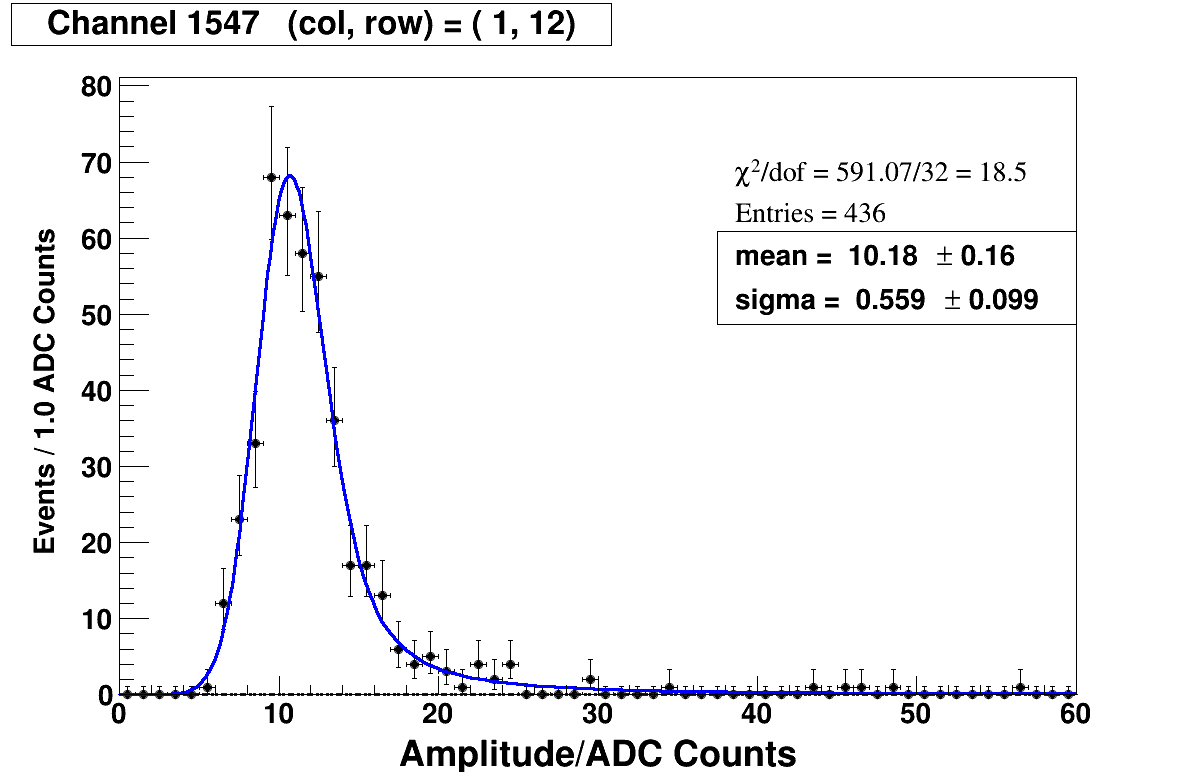 Channel 1547 (col, row) = ( 1, 12)
80
70
60
50
40
30
20
10
0
Events / 1.0 ADC Counts
χ²/dof = 591.07/32 = 18.5
Entries = 436
mean = 10.18 ± 0.16
sigma = 0.559 ± 0.099
0 10 20 30 40 50 60
Amplitude/ADC Counts